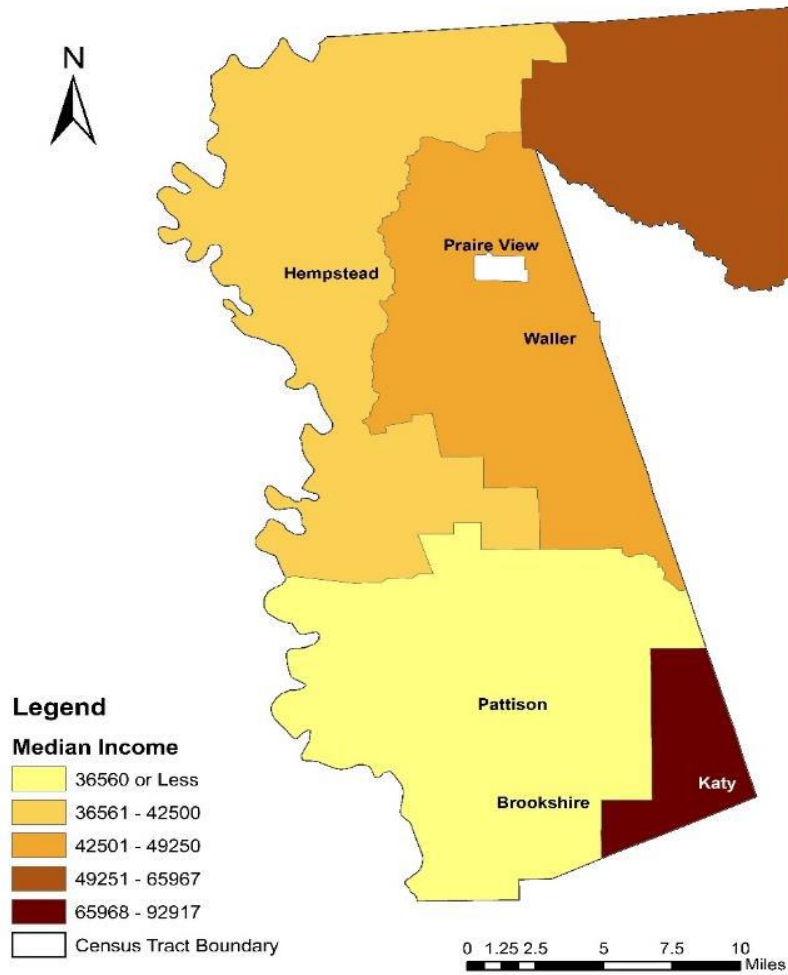 N
Praire View
Hempstead
Waller
Pattison
Katy
Brookshire
Legend
Median Income
36560 or Less
36561 - 42500
42501 - 49250
49251 - 65967
65968 - 92917
Census Tract Boundary
0 1.25 2.5 5 7.5 10
Miles